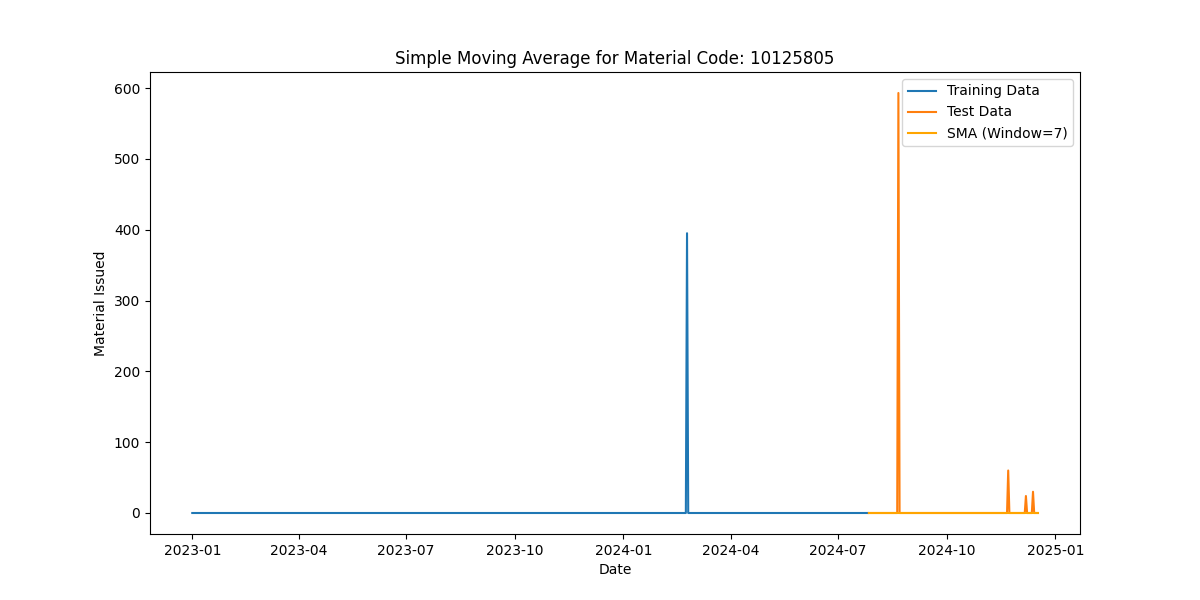 Simple Moving Average for Material Code: 10125805
600
500
400
300
200
100
0
Material Issued
Training Data
Test Data
SMA (Window=7)
2023-01 2023-04 2023-07 2023-10 2024-01 2024-04 2024-07 2024-10 2025-01
Date